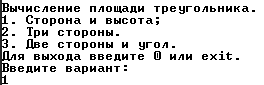 Вычисление площади треугольника.
1. Сторона и высота;
2. Три стороны.
3. Две стороны и угол.
Для выхода введите 0 или exit.
Введите вариант:
1